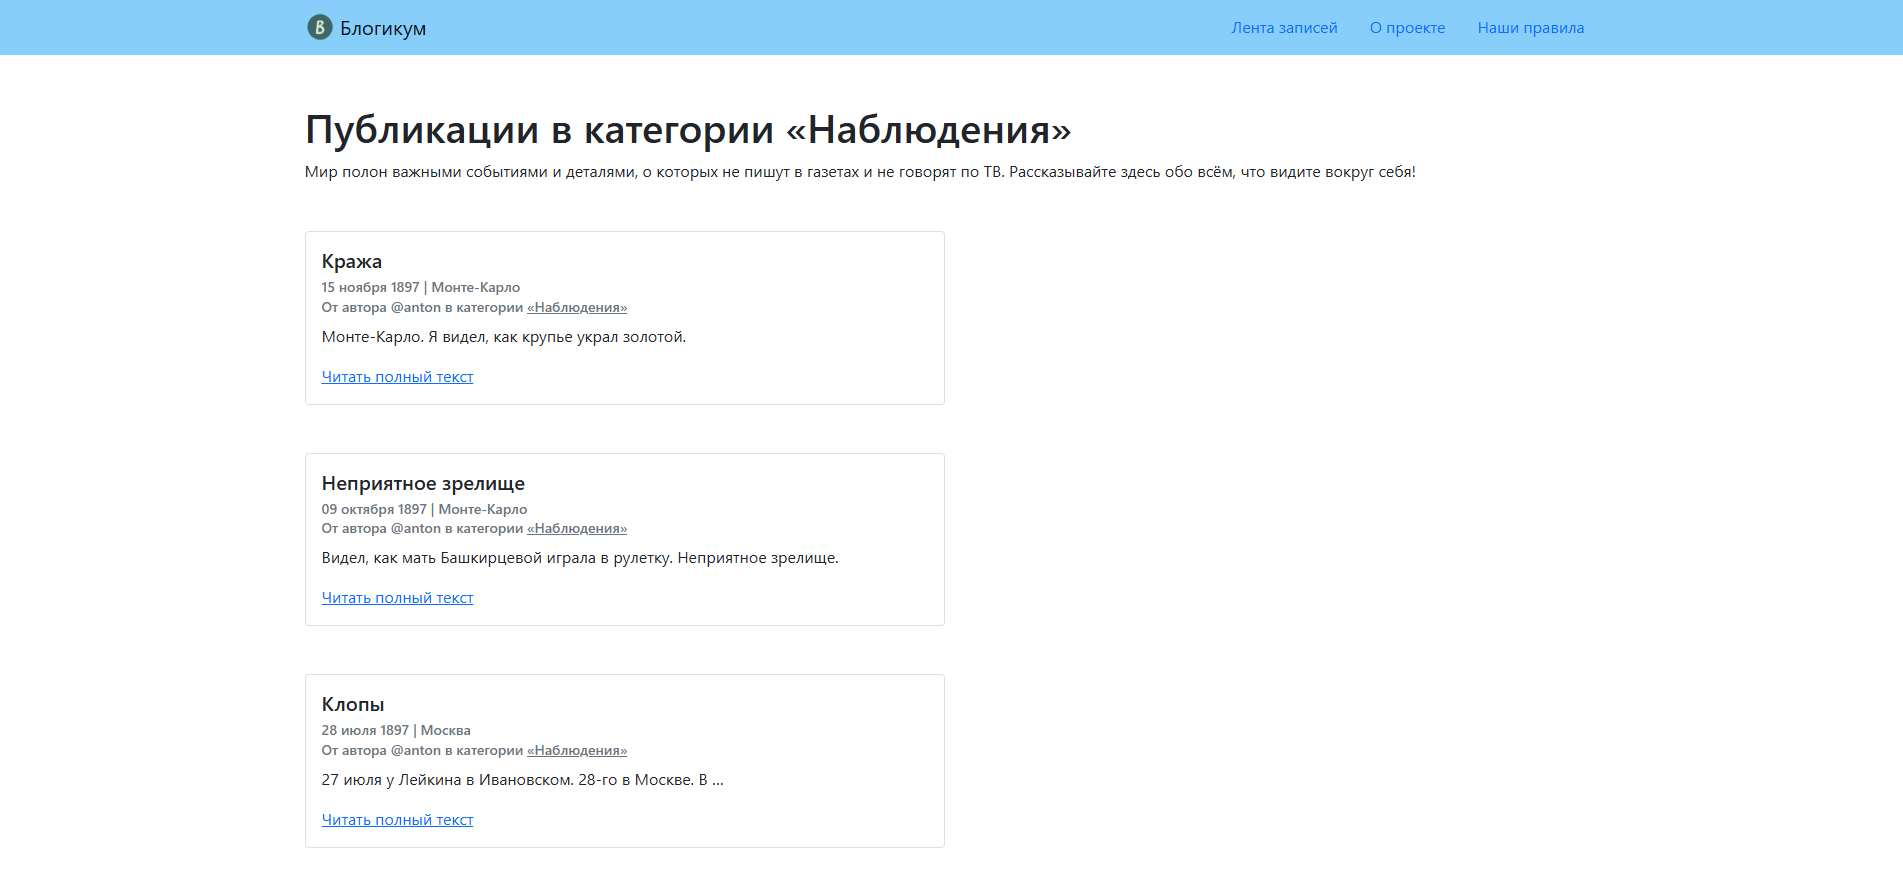 B Блогикум
Лента записей О проекте Наши правила
Публикации в категории «Наблюдения»
Мир полон важными событиями и деталями, о которых не пишут в газетах и не говорят по ТВ. Рассказывайте здесь обо всём, что видите вокруг себя!
Кража
15 ноября 1897 | Монте-Карло
От автора @anton в категории «Наблюдения»
Монте-Карло. Я видел, как крупье украл золотой.
Читать полный текст
Неприятное зрелище
09 октября 1897 | Монте-Карло
От автора @anton в категории «Наблюдения»
Видел, как мать Башкирцевой играла в рулетку. Неприятное зрелище.
Читать полный текст
Клопы
28 июля 1897 | Москва
От автора @anton в категории «Наблюдения»
27 июля у Лейкина в Ивановском. 28-го в Москве. В …
Читать полный текст